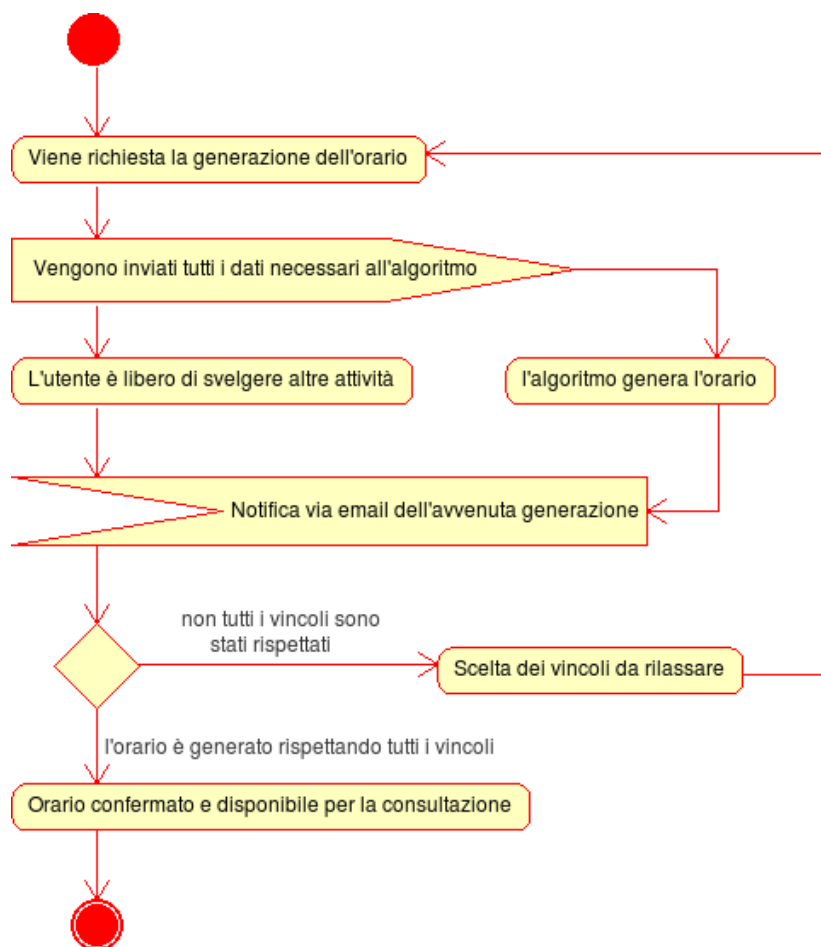 Viene richiesta la generazione dell'orario
Vengono inviati tutti i dati necessari all'algoritmo
L'utente è libero di svelgere altre attività
l'algoritmo genera l'orario
Notifica via email dell'avvenuta generazione
non tutti i vincoli sono
stati rispettati
Scelta dei vincoli da rilassare
l'orario è generato rispettando tutti i vincoli
Orario confermato e disponibile per la consultazione